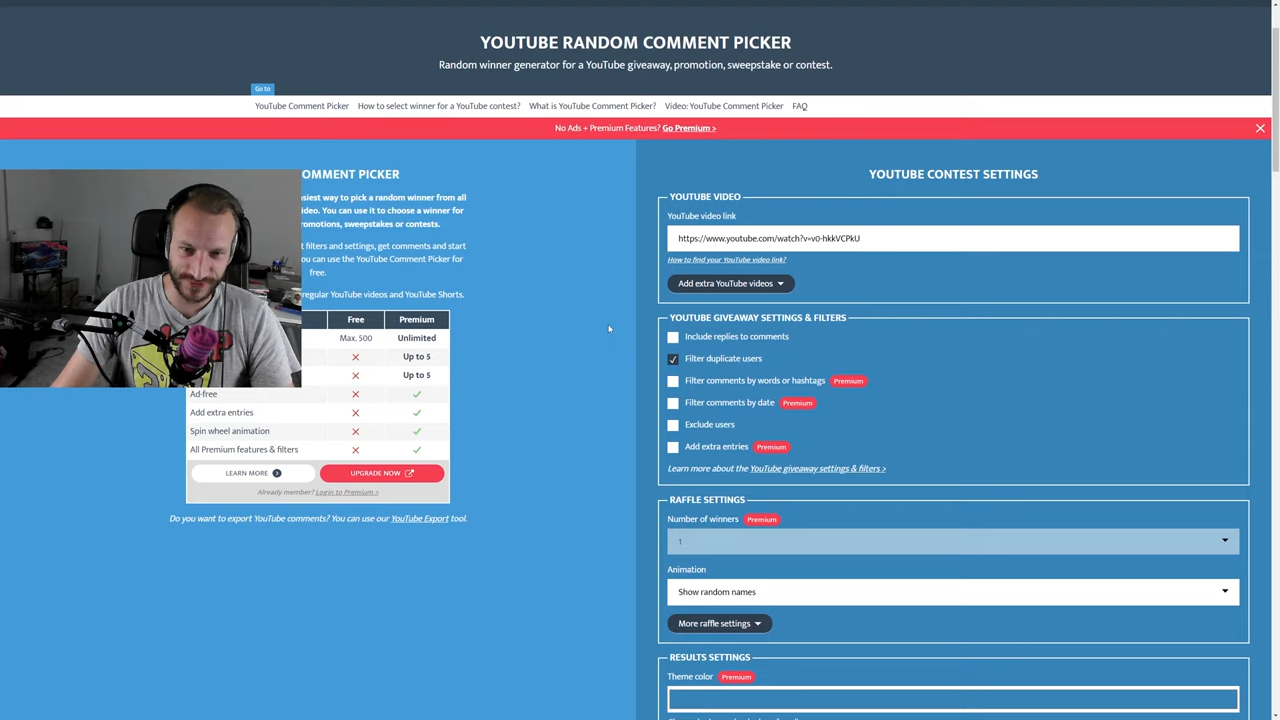 YOUTUBE RANDOM COMMENT PICKER
Random winner generator for a YouTube giveaway, promotion, sweepstake or contest.
Go to
YouTube Comment Picker How to select winner for a YouTube contest? What is YouTube Comment Picker? Video: YouTube Comment Picker FAQ
No Ads + Premium Features? Go Premium >
COMMENT PICKER
way to pick a random winner from all
You can use it to choose a winner for
contests.
filters and settings, get comments and start
can use the YouTube Comment Picker for
free.
regular YouTube videos and YouTube Shorts.
Free Premium
Max. 500 Unlimited
Up to 5
Up to 5
Ad-free
Add extra entries
Spin wheel animation
All Premium features & filters
LEARN MORE UPGRADE NOW
Already member? Login to Premium >
Do you want to export YouTube comments? You can use our YouTube Export tool.
YOUTUBE CONTEST SETTINGS
YOUTUBE VIDEO
YouTube video link
https://www.youtube.com/watch?v=v0-hkkVCPkU
How to find your YouTube video link?
Add extra YouTube videos
YOUTUBE GIVEAWAY SETTINGS & FILTERS
Include replies to comments
Filter duplicate users
Filter comments by words or hashtags Premium
Filter comments by date Premium
Exclude users
Add extra entries Premium
Learn more about the YouTube giveaway settings & filters >
RAFFLE SETTINGS
Number of winners Premium
1
Animation
Show random names
More raffle settings
RESULTS SETTINGS
Theme color Premium